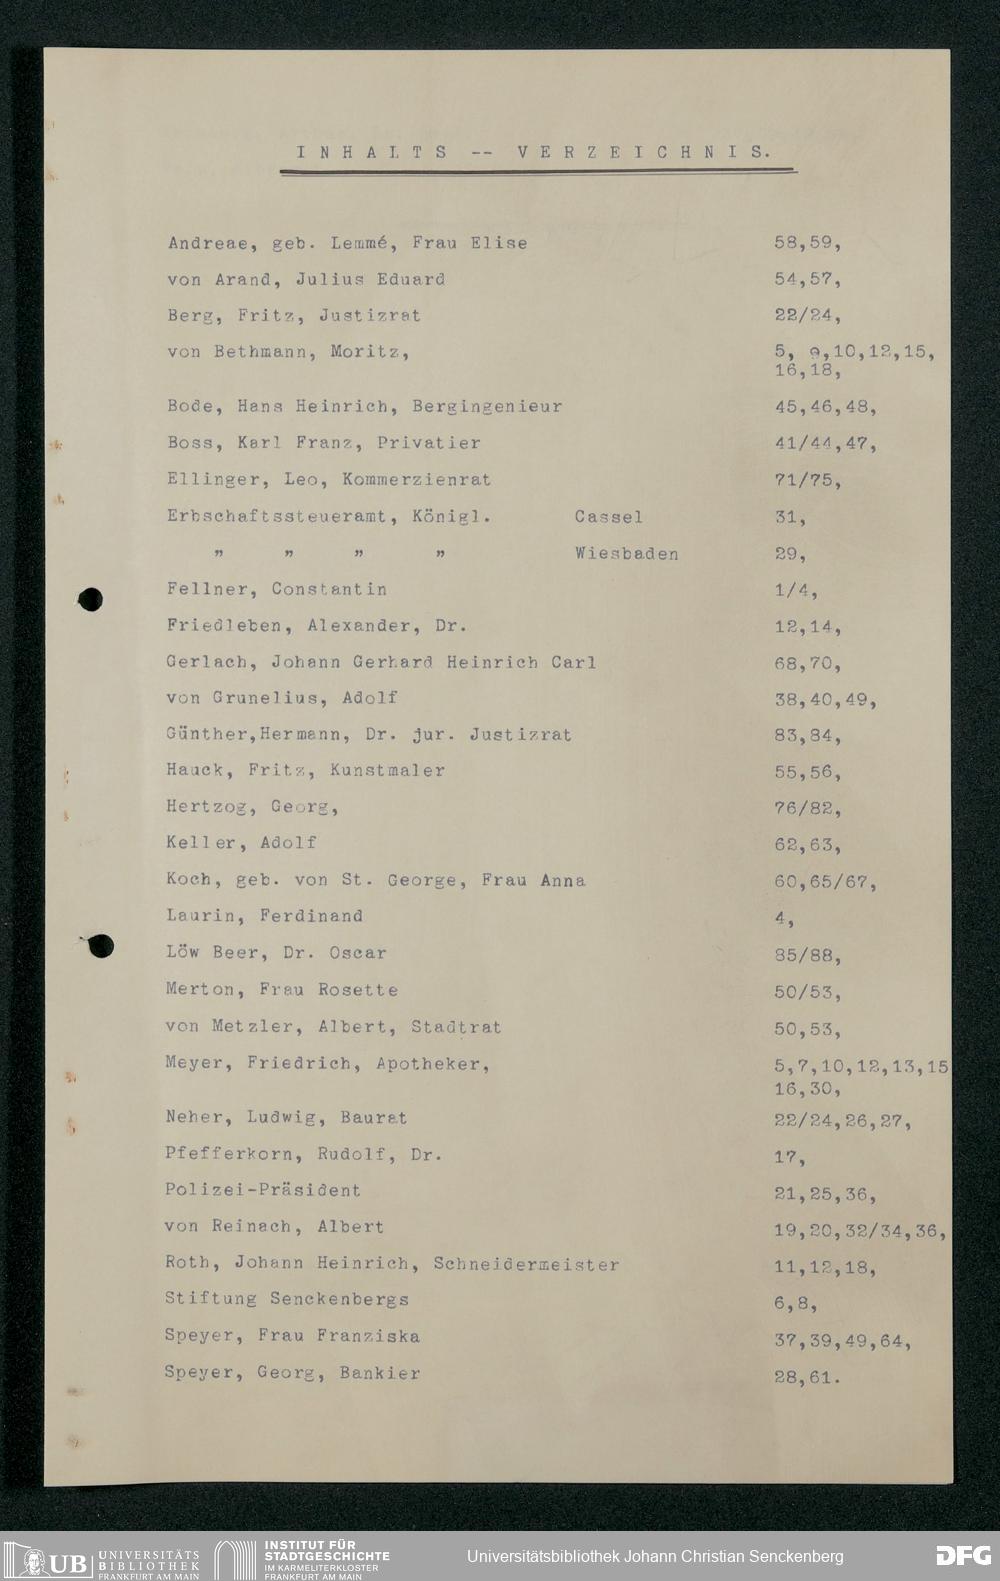 INHALTS -- VERZEICHNIS.
Andreae, geb. Lemmé, Frau Elise 58,59,
von Arand, Julius Eduard 54,57,
Berg, Fritz, Justizrat 22/24,
von Bethmann, Moritz, 5, 9,10,12,15,
16,18,
Bode, Hans Heinrich, Bergingenieur 45,46,48,
Boss, Karl Franz, Privatier 41/44,47,
Ellinger, Leo, Kommerzienrat 71/75,
Erbschaftssteueramt, Königl. Cassel 31,
" " " " Wiesbaden 29,
Fellner, Constantin 1/4,
Friedleben, Alexander, Dr. 12,14,
Gerlach, Johann Gerhard Heinrich Carl 68,70,
von Grunelius, Adolf 38,40,49,
Günther,Hermann, Dr. jur. Justizrat 83,84,
Hauck, Fritz, Kunstmaler 55,56,
Hertzog, Georg, 76/82,
Keller, Adolf 62,63,
Koch, geb. von St. George, Frau Anna 60,65/67,
Laurin, Ferdinand 4,
Löw Beer, Dr. Oscar 85/88,
Merton, Frau Rosette 50/53,
von Metzler, Albert, Stadtrat 50,53,
Meyer, Friedrich, Apotheker, 5,7,10,12,13,15
16,30,
Neher, Ludwig, Baurat 22/24,26,27,
Pfefferkorn, Rudolf, Dr. 17,
Polizei-Präsident 21,25,36,
von Reinach, Albert 19,20,32/34,36,
Roth, Johann Heinrich, Schneidermeister 11,12,18,
Stiftung Senckenbergs 6,8,
Speyer, Frau Franziska 37,39,49,64,
Speyer, Georg, Bankier 28,61.
UB UNIVERSITÄTS
BIBLIOTHEK
FRANKFURT AM MAIN
INSTITUT FÜR
STADTGESCHICHTE
IM KARMELITERKLOSTER
FRANKFURT AM MAIN
Universitätsbibliothek Johann Christian Senckenberg
DFG